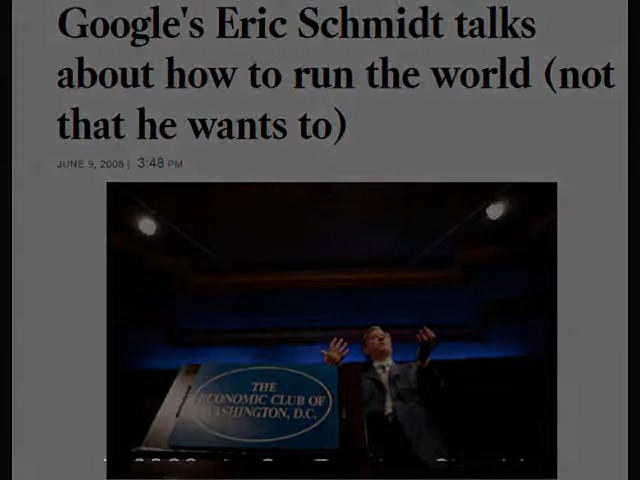 Google's Eric Schmidt talks
about how to run the world (not
that he wants to)
JUNE 9, 2008 | 3:48 PM
THE
ECONOMIC CLUB OF
WASHINGTON, D.C.